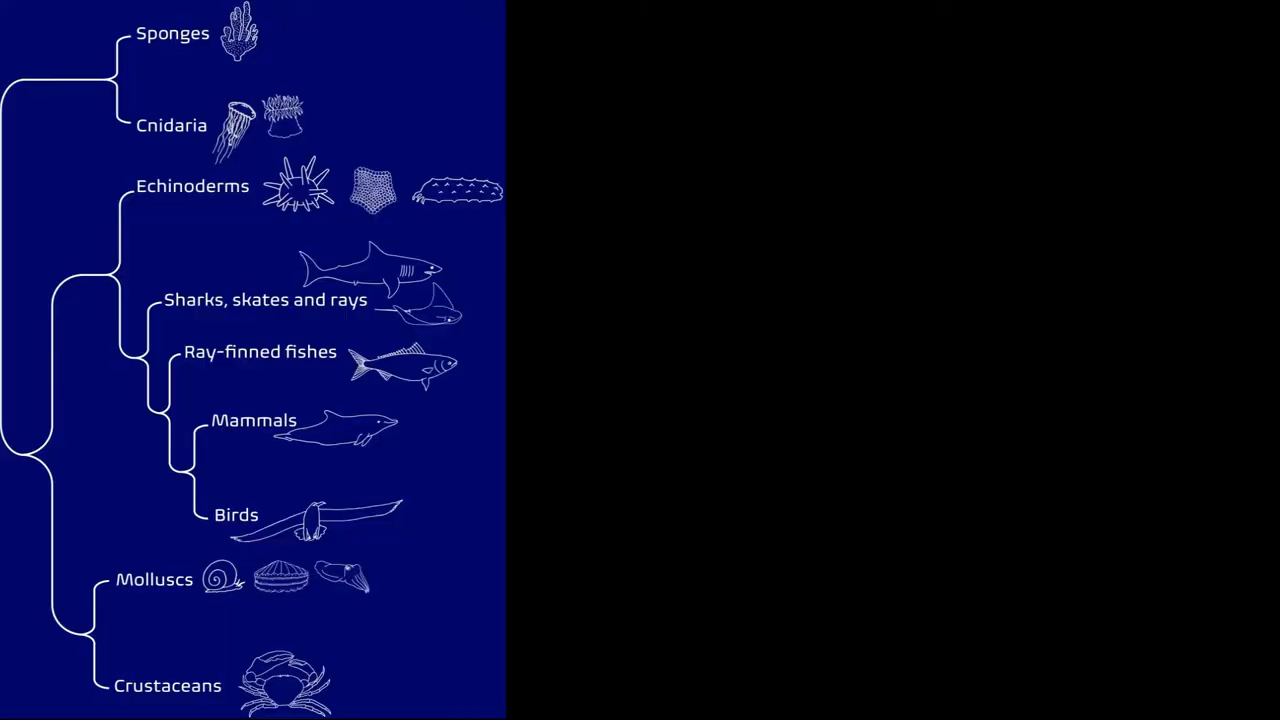 Sponges
Cnidaria
Echinoderms
Sharks, skates and rays
Ray-finned fishes
Mammals
Birds
Molluscs
Crustaceans